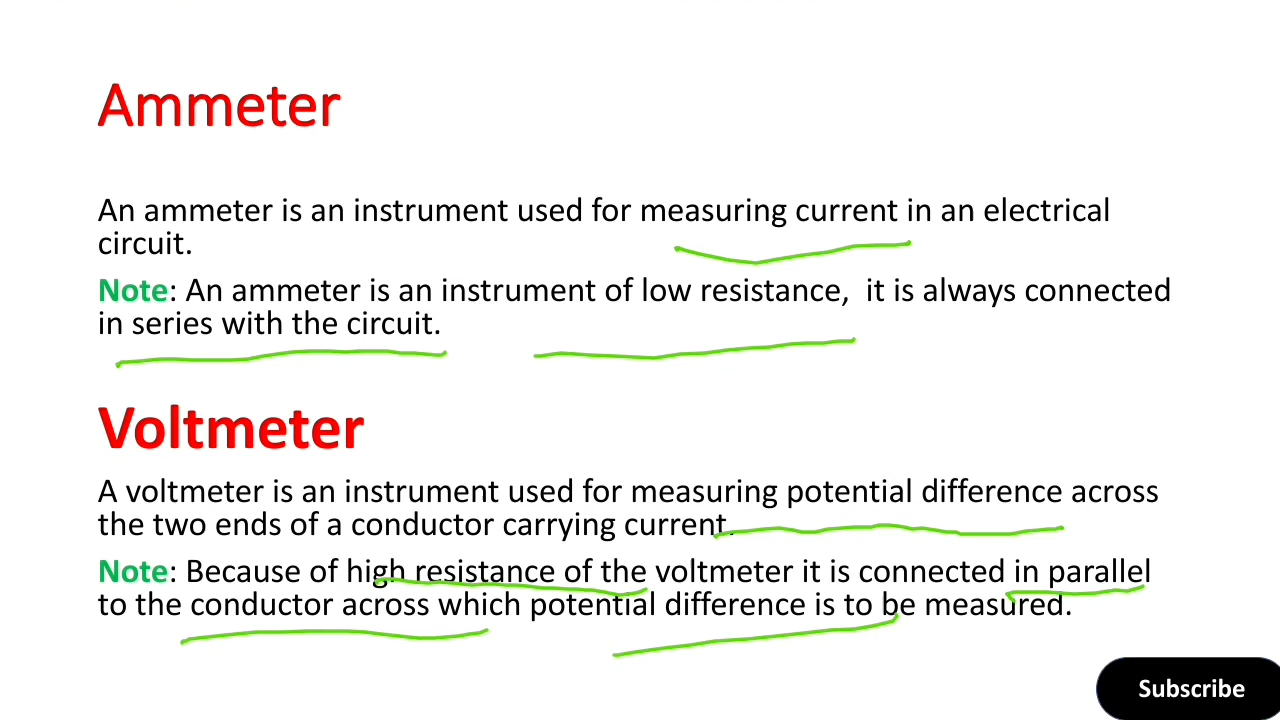 Ammeter
An ammeter is an instrument used for measuring current in an electrical
circuit.
Note: An ammeter is an instrument of low resistance,  it is always connected
in series with the circuit.
Voltmeter
A voltmeter is an instrument used for measuring potential difference across
the two ends of a conductor carrying current.
Note: Because of high resistance of the voltmeter it is connected in parallel
to the conductor across which potential difference is to be measured.
Subscribe